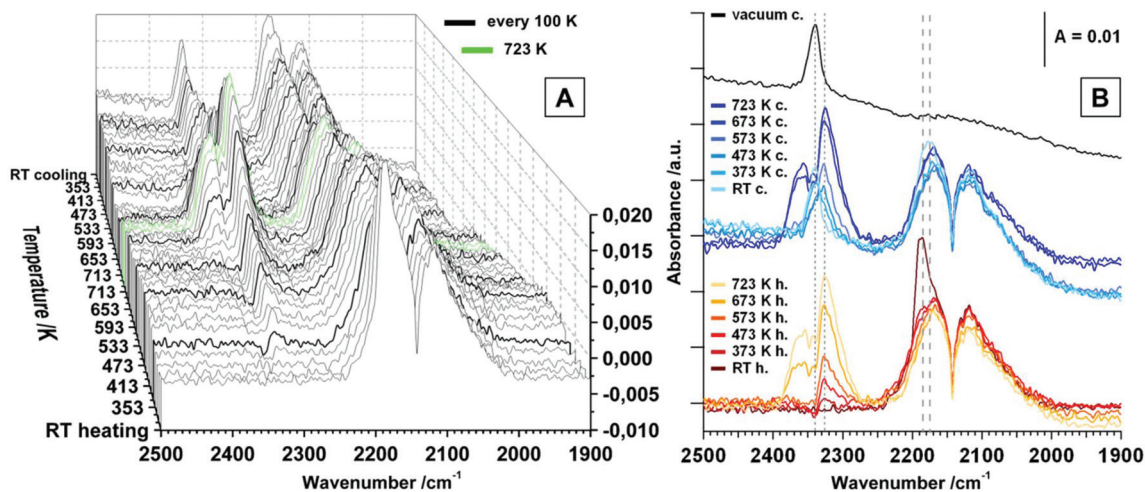 every 100 K
723 K
A
RT cooling
353
413
473
533
593
653
713
713
653
593
533
473
413
353
RT heating
Temperature /K
0,020
0,015
0,010
0,005
0,000
-0,005
-0,010
2500 2400 2300 2200 2100 2000 1900
Wavenumber /cm-1
vacuum c.
A = 0.01
B
723 K c.
673 K c.
573 K c.
473 K c.
373 K c.
RT c.
Absorbance /a.u.
723 K h.
673 K h.
573 K h.
473 K h.
373 K h.
RT h.
2500 2400 2300 2200 2100 2000 1900
Wavenumber /cm-1